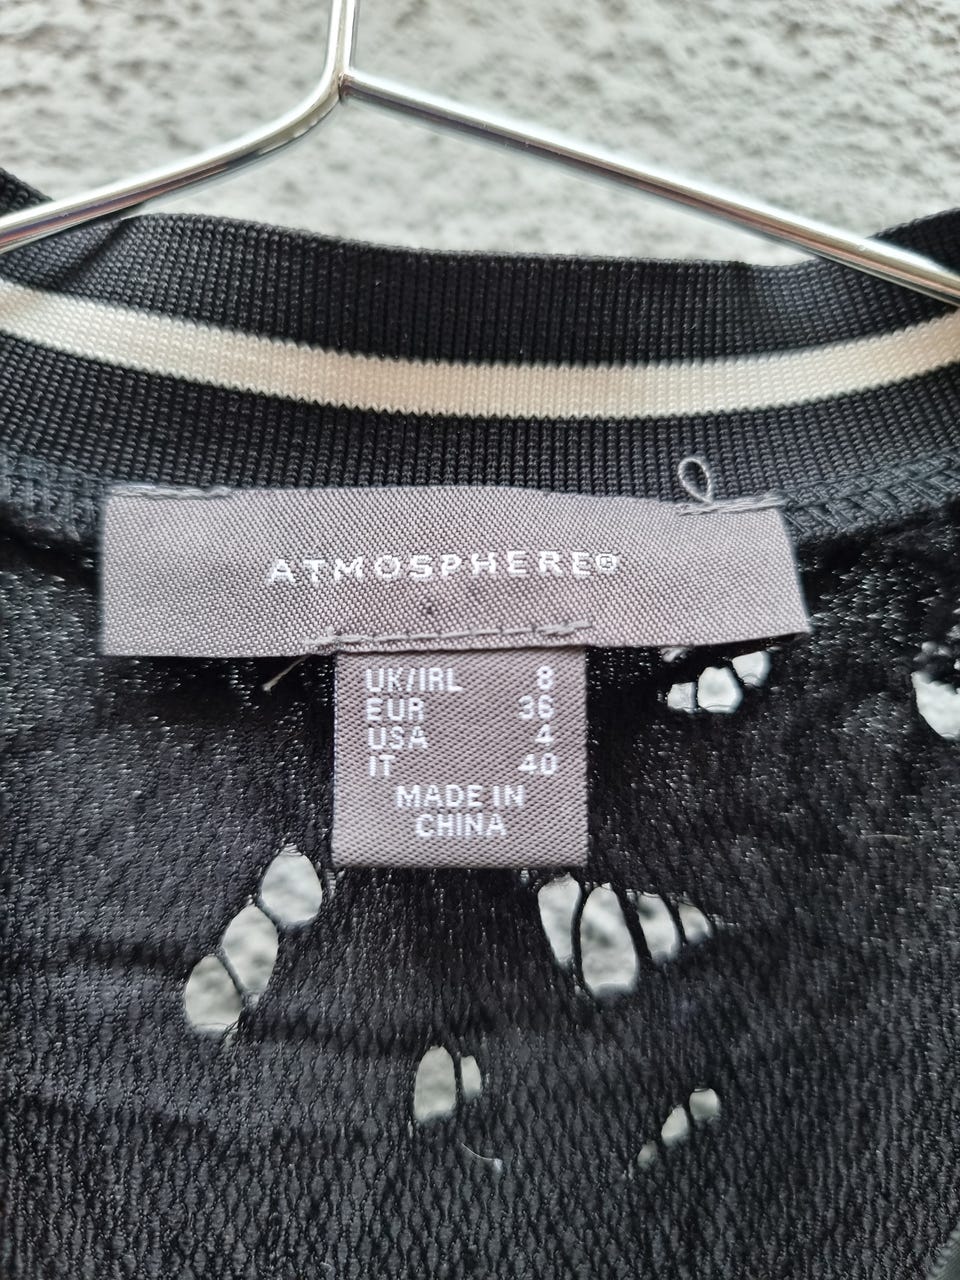 ATMOSPHERE®
UK/IRL 8
EUR 36
USA 4
IT 40
MADE IN
CHINA